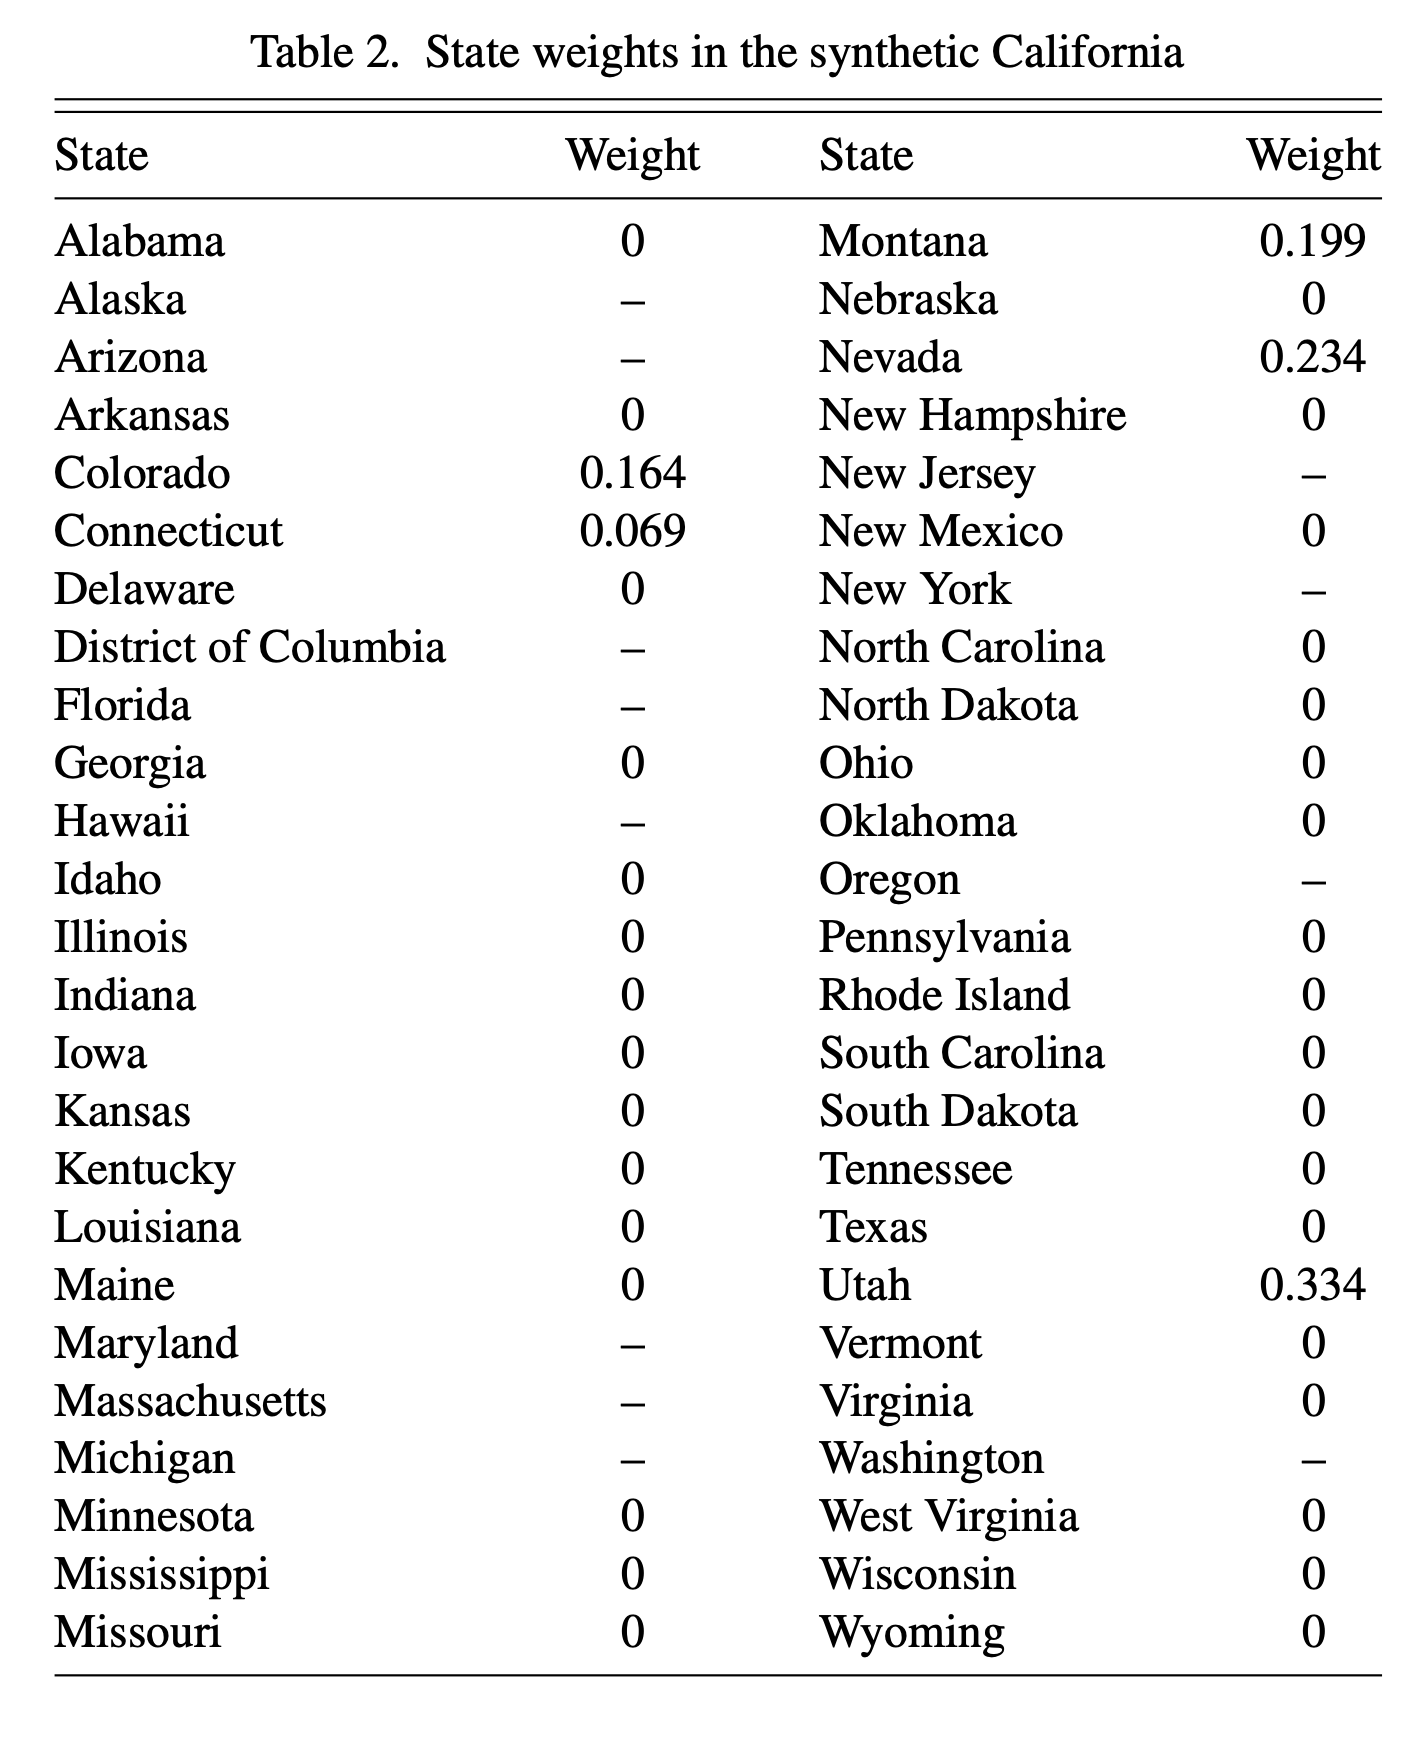 Table 2. State weights in the synthetic California
State Weight State Weight
Alabama 0 Montana 0.199
Alaska – Nebraska 0
Arizona – Nevada 0.234
Arkansas 0 New Hampshire 0
Colorado 0.164 New Jersey –
Connecticut 0.069 New Mexico 0
Delaware 0 New York –
District of Columbia – North Carolina 0
Florida – North Dakota 0
Georgia 0 Ohio 0
Hawaii – Oklahoma 0
Idaho 0 Oregon –
Illinois 0 Pennsylvania 0
Indiana 0 Rhode Island 0
Iowa 0 South Carolina 0
Kansas 0 South Dakota 0
Kentucky 0 Tennessee 0
Louisiana 0 Texas 0
Maine 0 Utah 0.334
Maryland – Vermont 0
Massachusetts – Virginia 0
Michigan – Washington –
Minnesota 0 West Virginia 0
Mississippi 0 Wisconsin 0
Missouri 0 Wyoming 0